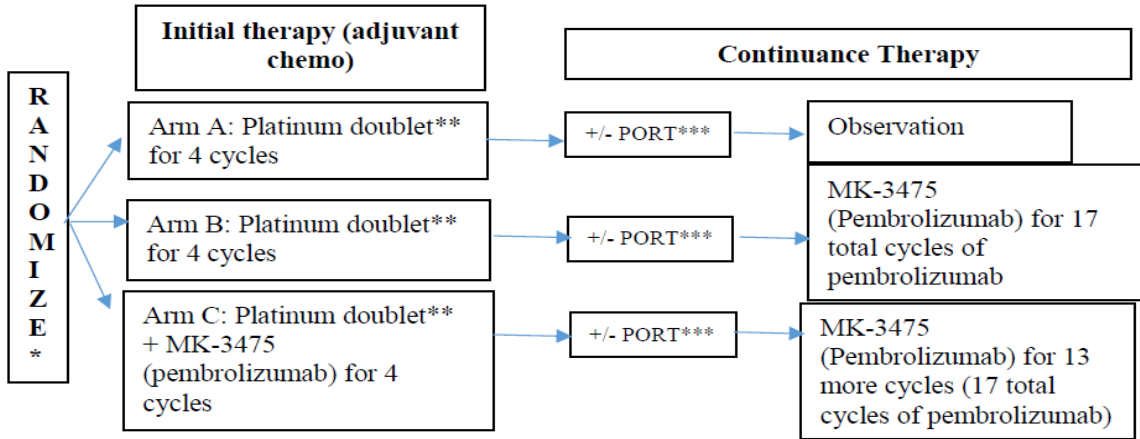 Initial therapy (adjuvant
chemo)
Continuance Therapy
R
A
N
D
O
M
I
Z
E
*
Arm A: Platinum doublet**
for 4 cycles
+/- PORT***
Observation
Arm B: Platinum doublet**
for 4 cycles
+/- PORT***
MK-3475
(Pembrolizumab) for 17
total cycles of
pembrolizumab
Arm C: Platinum doublet**
+ MK-3475
(pembrolizumab) for 4
cycles
+/- PORT***
MK-3475
(Pembrolizumab) for 13
more cycles (17 total
cycles of pembrolizumab)